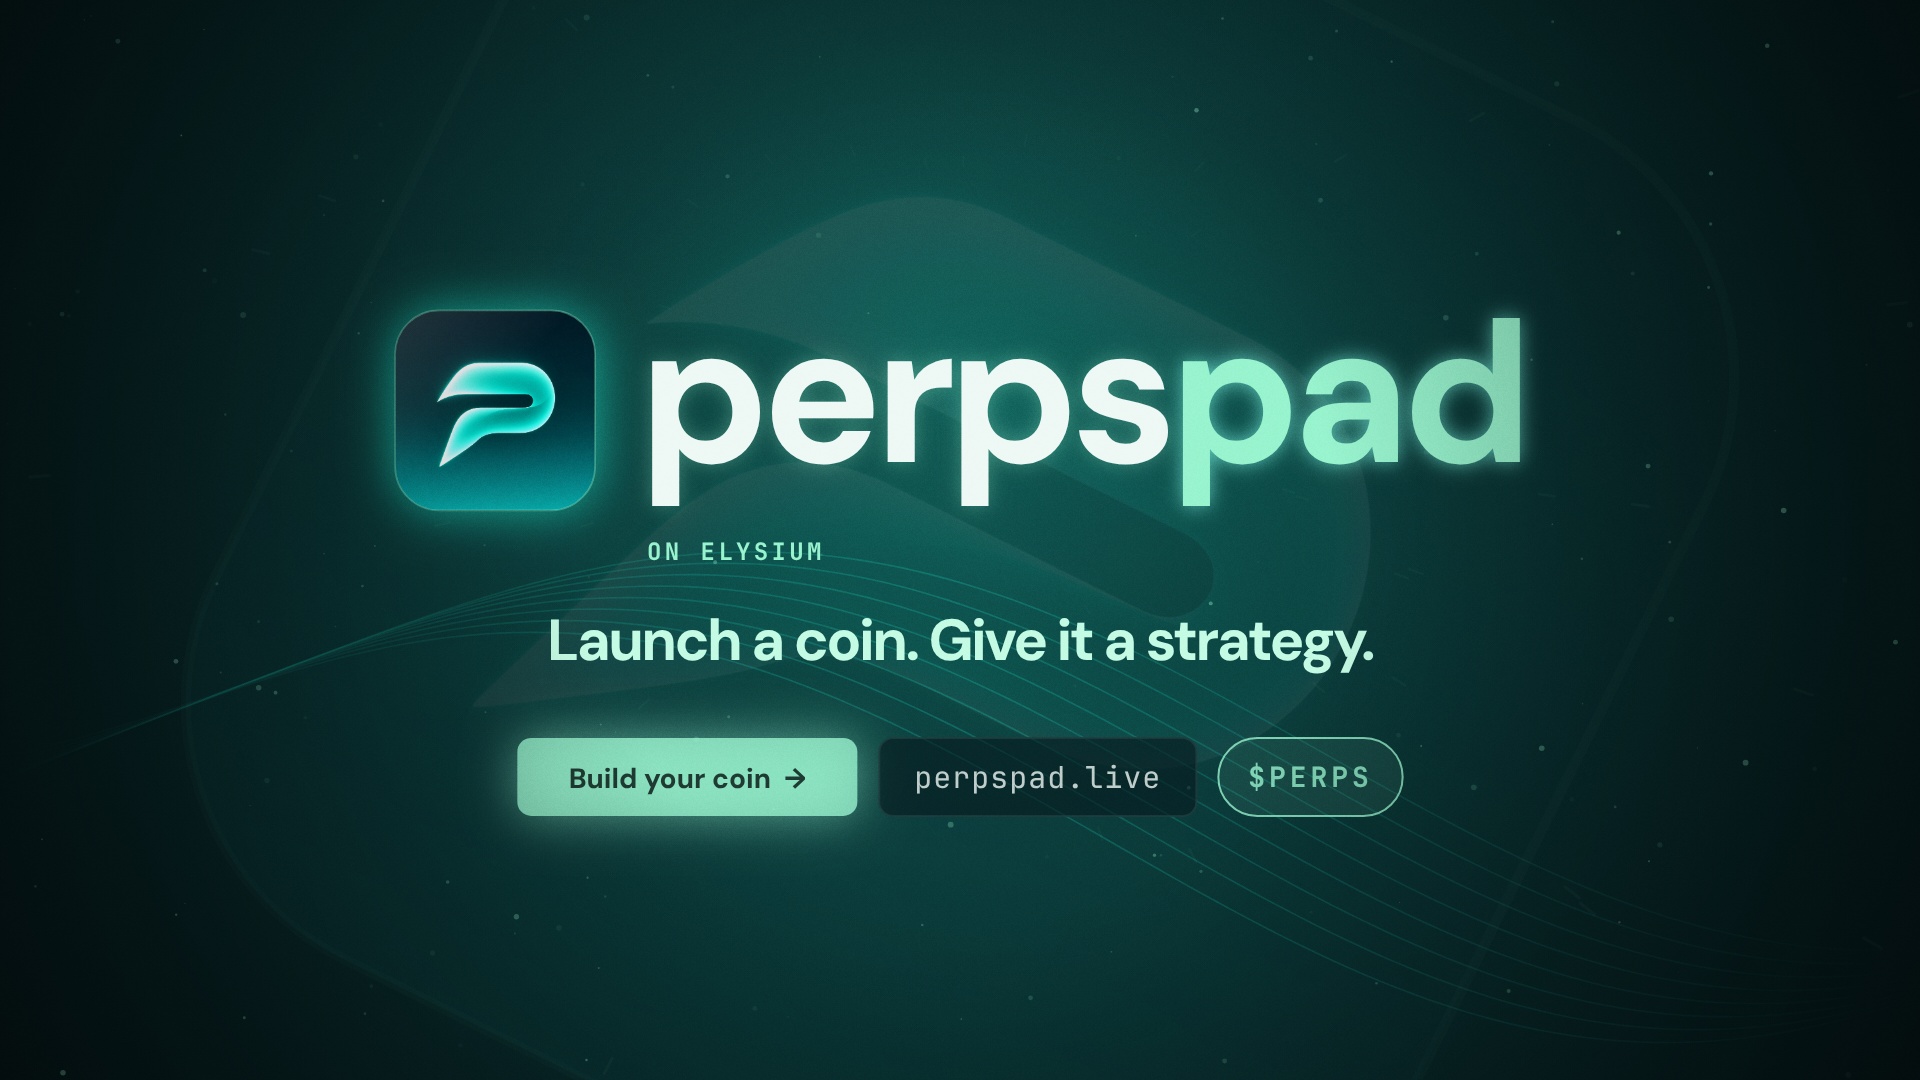 perpspad
ON ELYSIUM
Launch a coin. Give it a strategy.
Build your coin →
perpspad.live
$PERPS